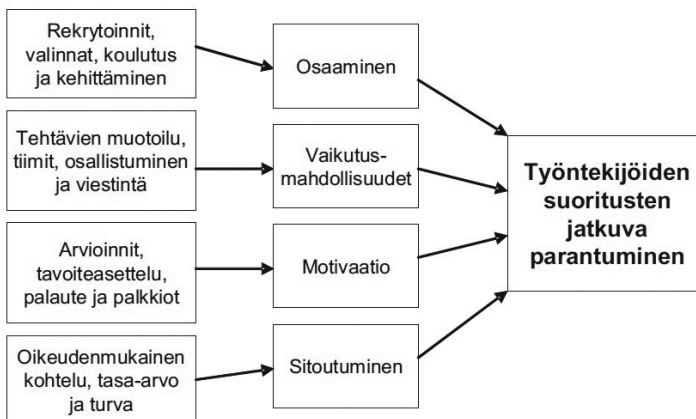 Rekrytoinnit,
valinnat, koulutus
ja kehittäminen
Osaaminen
Tehtävien muotoilu,
tiimit, osallistuminen
ja viestintä
Vaikutus-
mahdollisuudet
Arvioinnit,
tavoiteasettelu,
palaute ja palkkiot
Motivaatio
Oikeudenmukainen
kohtelu, tasa-arvo
ja turva
Sitoutuminen
Työntekijöiden
suoritusten
jatkuva
parantuminen